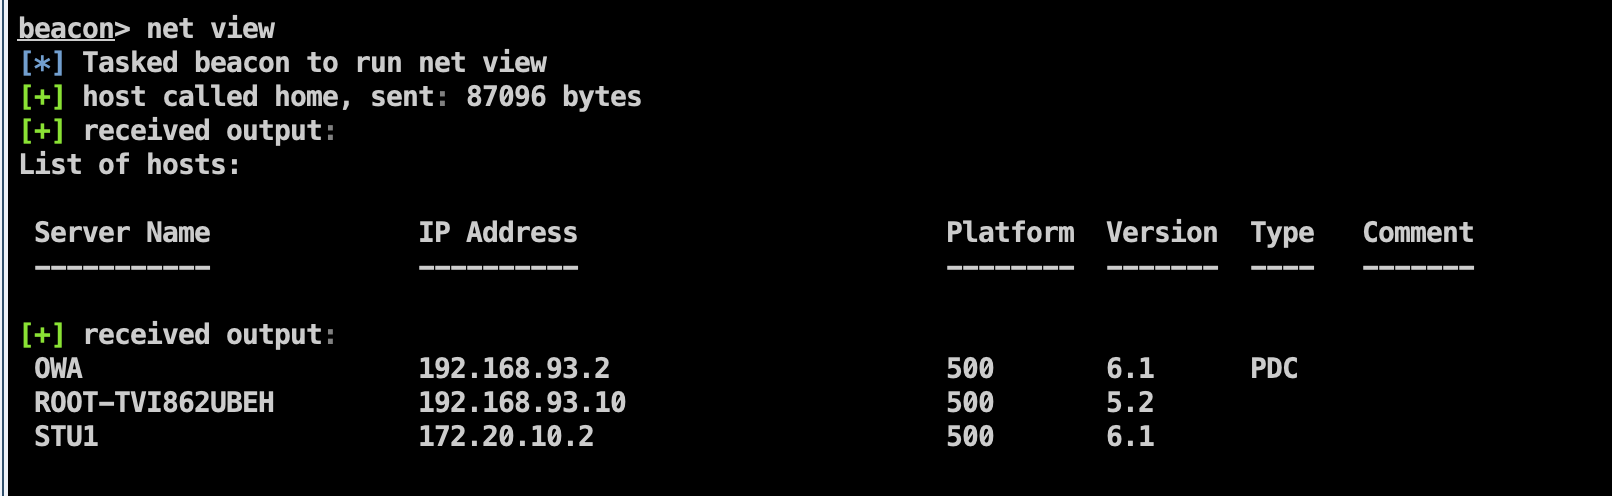 beacon> net view
[*] Tasked beacon to run net view
[+] host called home, sent: 87096 bytes
[+] received output:
List of hosts:
Server Name IP Address Platform Version Type Comment
----------- ---------- -------- ------- ---- -------
[+] received output:
OWA 192.168.93.2 500 6.1 PDC
ROOT-TVI862UBEH 192.168.93.10 500 5.2
STU1 172.20.10.2 500 6.1